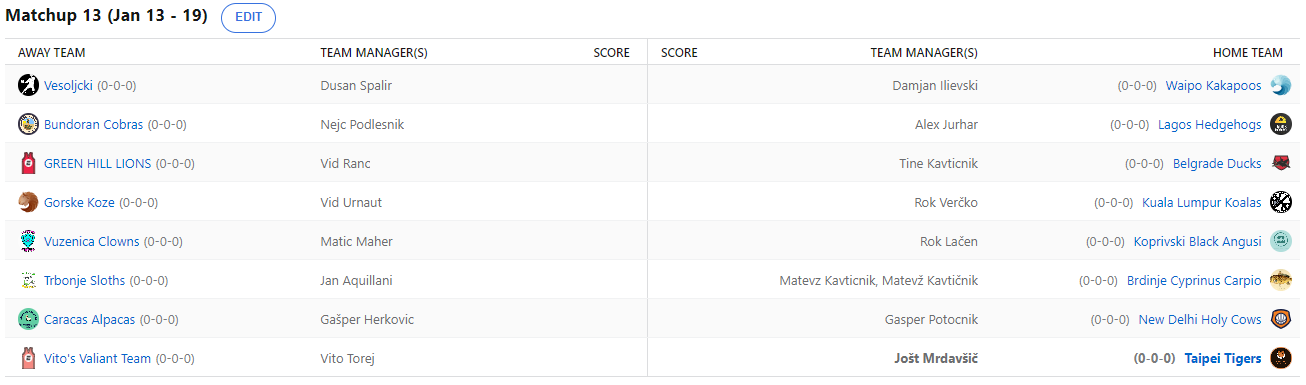 Matchup 13 (Jan 13 - 19) EDIT
AWAY TEAM TEAM MANAGER(S) SCORE SCORE TEAM MANAGER(S) HOME TEAM
Vesoljcki (0-0-0) Dusan Spalir Damjan Ilievski (0-0-0) Waipo Kakapoos
Bundoran Cobras (0-0-0) Nejc Podlesnik Alex Jurhar (0-0-0) Lagos Hedgehogs
GREEN HILL LIONS (0-0-0) Vid Ranc Tine Kavticnik (0-0-0) Belgrade Ducks
Gorske Koze (0-0-0) Vid Urnaut Rok Verčko (0-0-0) Kuala Lumpur Koalas
Vuzenica Clowns (0-0-0) Matic Maher Rok Lačen (0-0-0) Koprivski Black Angusi
Trbonje Sloths (0-0-0) Jan Aquillani Matevz Kavticnik, Matevž Kavtičnik (0-0-0) Brdinje Cyprinus Carpio
Caracas Alpacas (0-0-0) Gašper Herkovic Gasper Potocnik (0-0-0) New Delhi Holy Cows
Vito's Valiant Team (0-0-0) Vito Torej Jošt Mrdavšič (0-0-0) Taipei Tigers